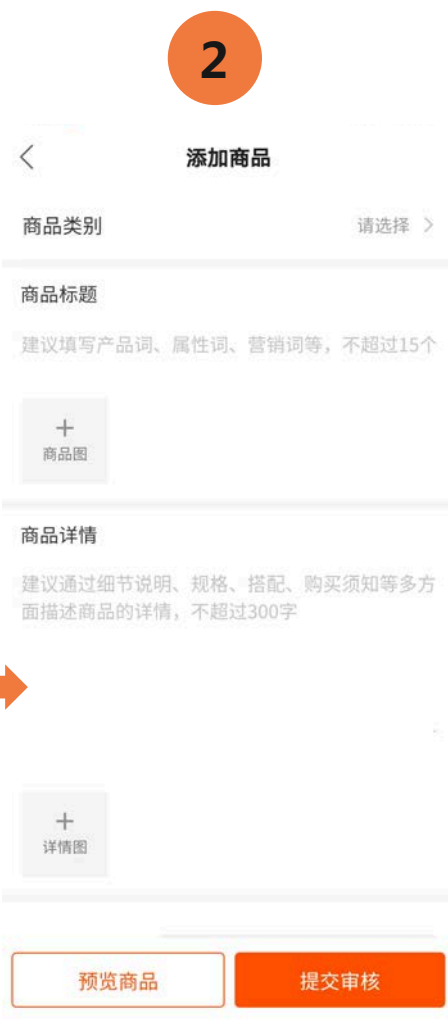 2
添加商品
商品类别 请选择
商品标题
建议填写产品词、属性词、营销词等，不超过15个
商品图
商品详情
建议通过细节说明、规格、搭配、购买须知等多方
面描述商品的详情，不超过300字
详情图
预览商品 提交审核